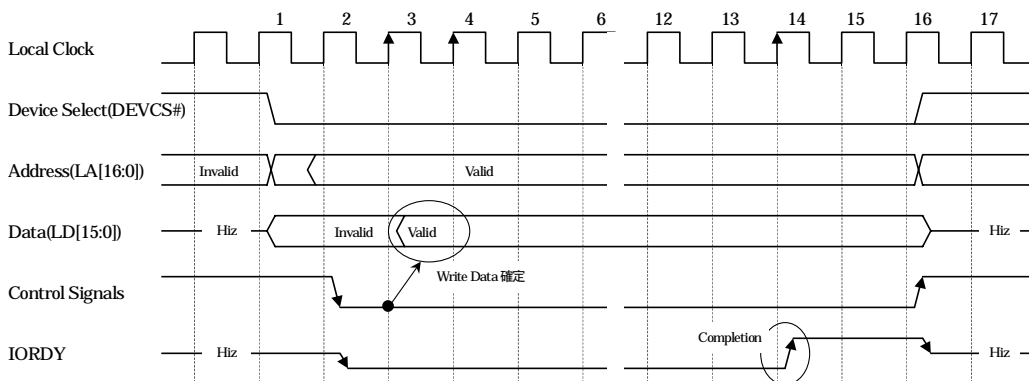 1 2 3 4 5 6 12 13 14 15 16 17
Local Clock
Device Select(DEVCS#)
Address(LA[16:0]) Invalid Valid
Data(LD[15:0]) Hiz Invalid Valid Hiz
Write Data 確定
Control Signals
Completion
IORDY Hiz Hiz